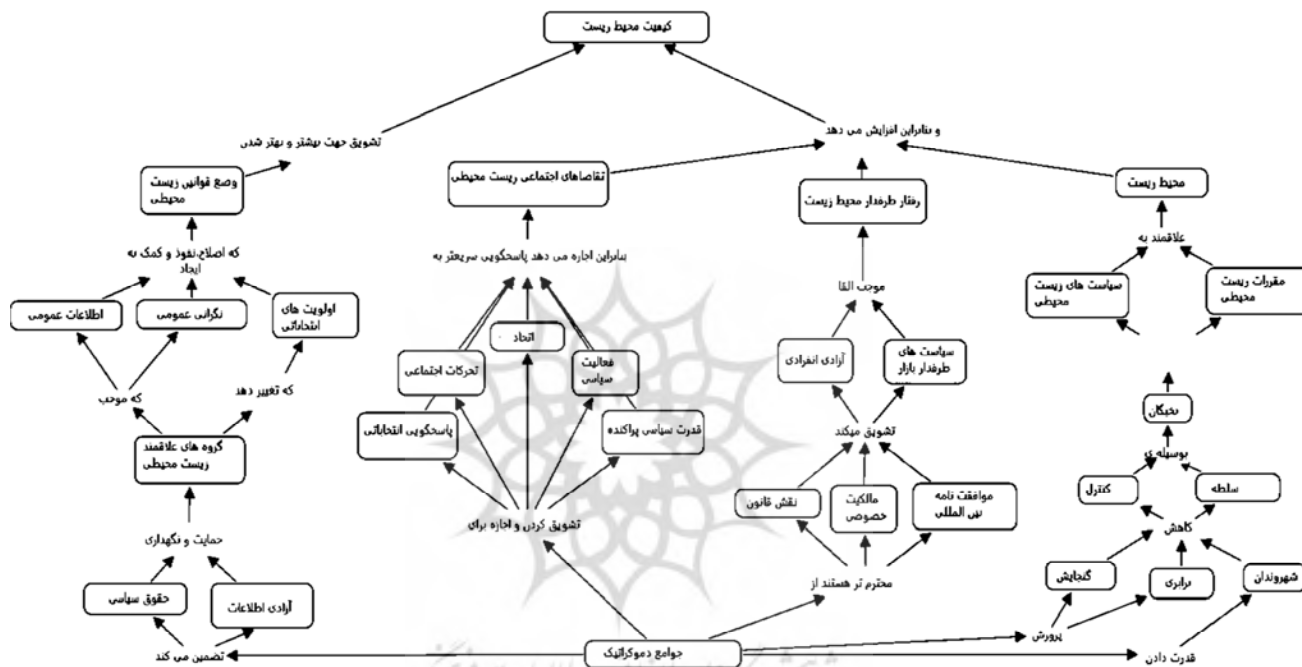 کیفیت محیط زیست
تشویق جهت بیشتر و بهتر شدن
و بنابراین افزایش می دهد
وضع قوانین زیست
محیطی
تقاضاهای اجتماعی زیست محیطی
رفتار طرفدار محیط زیست
محیط زیست
که اصلاح،نفوذ و کمک به
ایجاد
بنابراین اجازه می دهد پاسخگویی سریعتر به
علاقمند به
موجب القا
اطلاعات عمومی
نگرانی عمومی
اولویت های
انتخاباتی
سیاست های زیست
محیطی
مقررات زیست
محیطی
اتحاد
تحرکات اجتماعی
فعالیت
سیاسی
آزادی انفرادی
سیاست های
طرفدار بازار
که موجب
که تغییر دهد
نخبگان
پاسخگویی انتخاباتی
قدرت سیاسی پراکنده
تشویق میکند
بوسیله ی
گروه های علاقمند
زیست محیطی
کنترل
سلطه
نقش قانون
مالکیت
خصوصی
موافقت نامه
بین المللی
تشویق کردن و اجازه برای
کاهش
حمایت و نگهداری
محترم تر هستند از
گنجایش
برابری
شهروندان
حقوق سیاسی
آزادی اطلاعات
پرورش
تضمین می کند
جوامع دموکراتیک
قدرت دادن